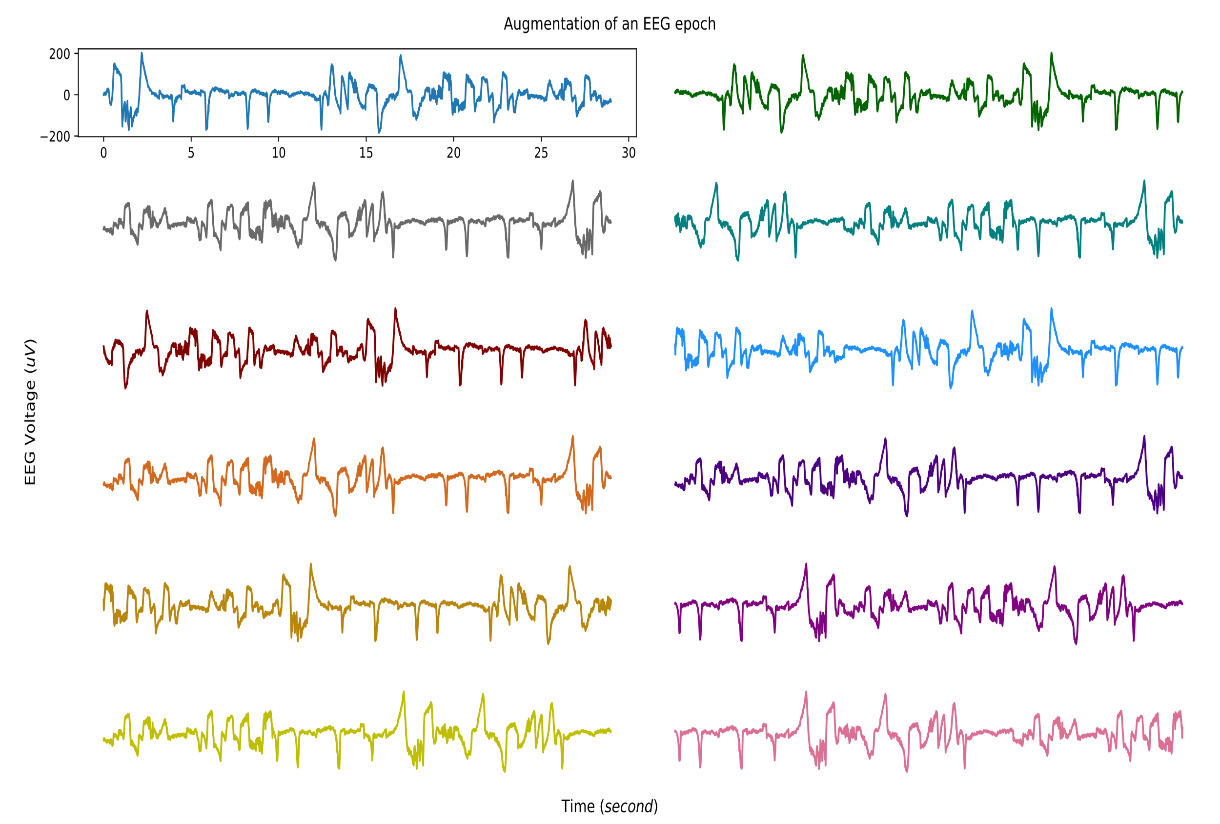 Augmentation of an EEG epoch
200
0
−200
0 5 10 15 20 25 30
EEG Voltage (uV)
Time (second)